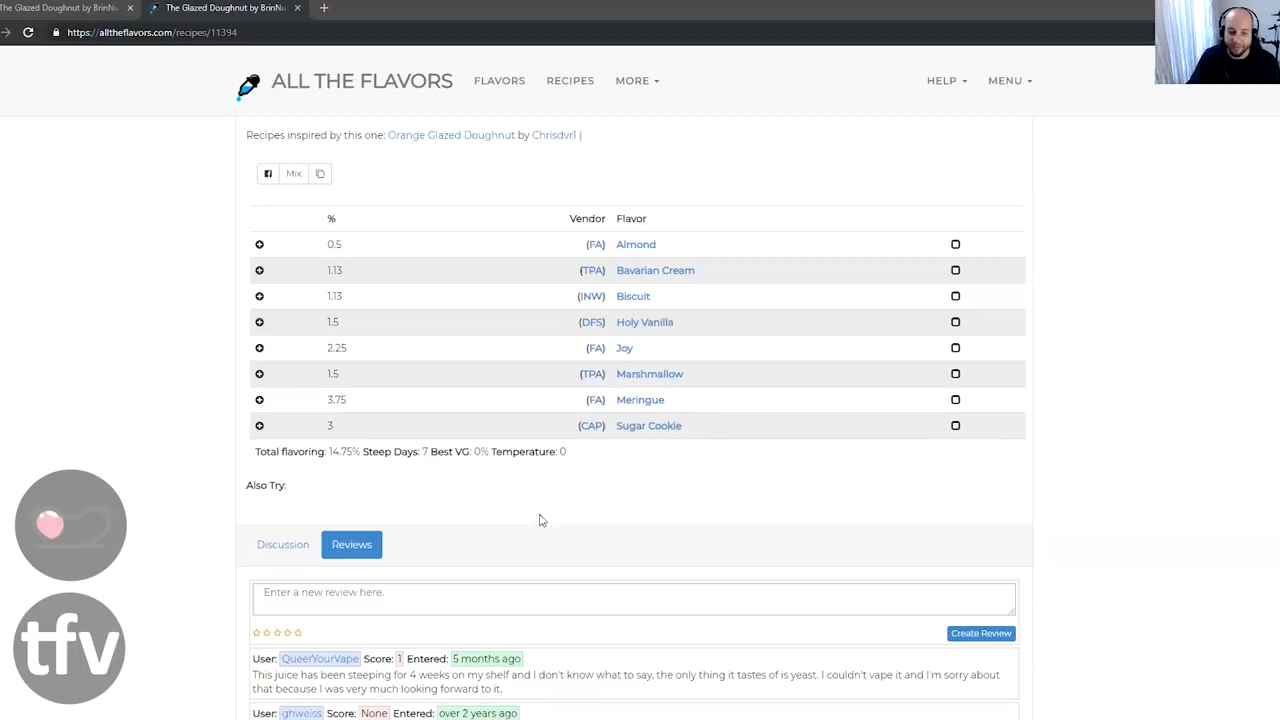 The Glazed Doughnut by BrinNu × The Glazed Doughnut by BrinNu × +
https://alltheflavors.com/recipes/11394
ALL THE FLAVORS FLAVORS RECIPES MORE HELP MENU
Recipes inspired by this one: Orange Glazed Doughnut by Chrisdvr1 |
Mix
% Vendor Flavor
0.5 (FA) Almond
1.13 (TPA) Bavarian Cream
1.13 (INW) Biscuit
1.5 (DFS) Holy Vanilla
2.25 (FA) Joy
1.5 (TPA) Marshmallow
3.75 (FA) Meringue
3 (CAP) Sugar Cookie
Total flavoring: 14.75% Steep Days: 7 Best VG: 0% Temperature: 0
Also Try:
Discussion Reviews
Enter a new review here.
Create Review
User: QueerYourVape Score: 1 Entered: 5 months ago
This juice has been steeping for 4 weeks on my shelf and I don't know what to say, the only thing it tastes of is yeast. I couldn't vape it and I'm sorry about
that because I was very much looking forward to it.
User: ghweiss Score: None Entered: over 2 years ago
tfv